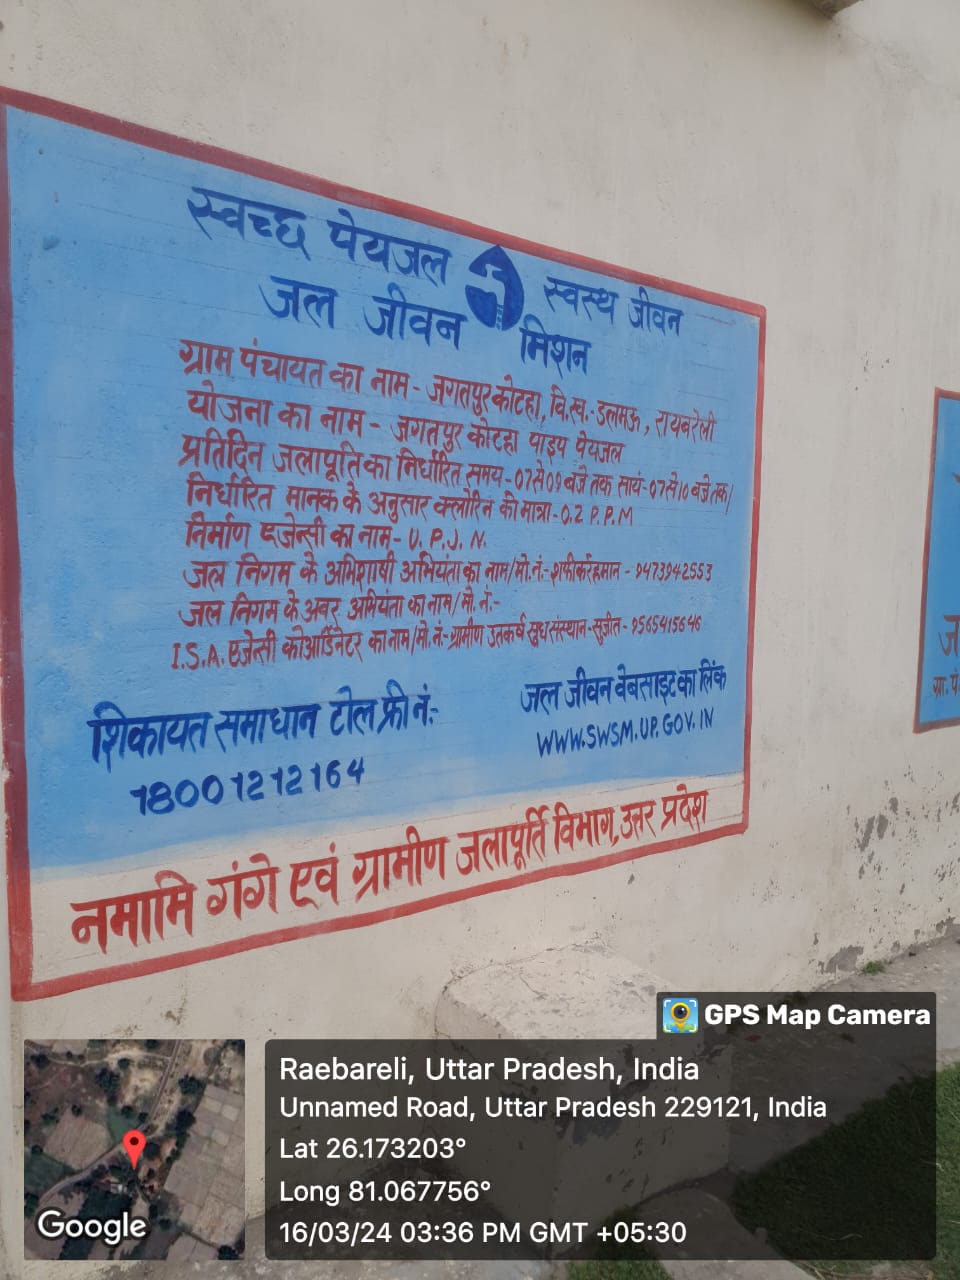 स्वच्छ पेयजल स्वस्थ जीवन
जल जीवन मिशन
ग्राम पंचायत का नाम - जगतपुर कोटहा, वि.ख.- डलमऊ, रायबरेली
योजना का नाम - जगतपुर कोटहा पाइप पेयजल
प्रतिदिन जलापूर्ति का निर्धारित समय - 07 से 09 बजे तक सायं - 07 से 10 बजे तक/
निर्धारित मानक के अनुसार क्लोरिन की मात्रा - 0.2 P.P.M
निर्माण एजेन्सी का नाम - U.P.J.N.
जल निगम के अभिशाषी अभियंता का नाम/मो.नं:- शफीकुर्रहमान - 9473942553
जल निगम के अवर अभियंता का नाम/मो.नं:-
I.S.A. एजेन्सी कोआर्डिनेटर का नाम/मो.नं:- ग्रामीण उत्कर्ष संस्थान - सुजीत - 9565415646
शिकायत समाधान टोल फ्री नं:-
18001212164
जल जीवन वेबसाइट का लिंक
WWW.SWSM.UP.GOV.IN
नमामि गंगे एवं ग्रामीण जलापूर्ति विभाग, उत्तर प्रदेश
ज
ग्रा. पं
GPS Map Camera
Raebareli, Uttar Pradesh, India
Unnamed Road, Uttar Pradesh 229121, India
Lat 26.173203°
Long 81.067756°
16/03/24 03:36 PM GMT +05:30
Google